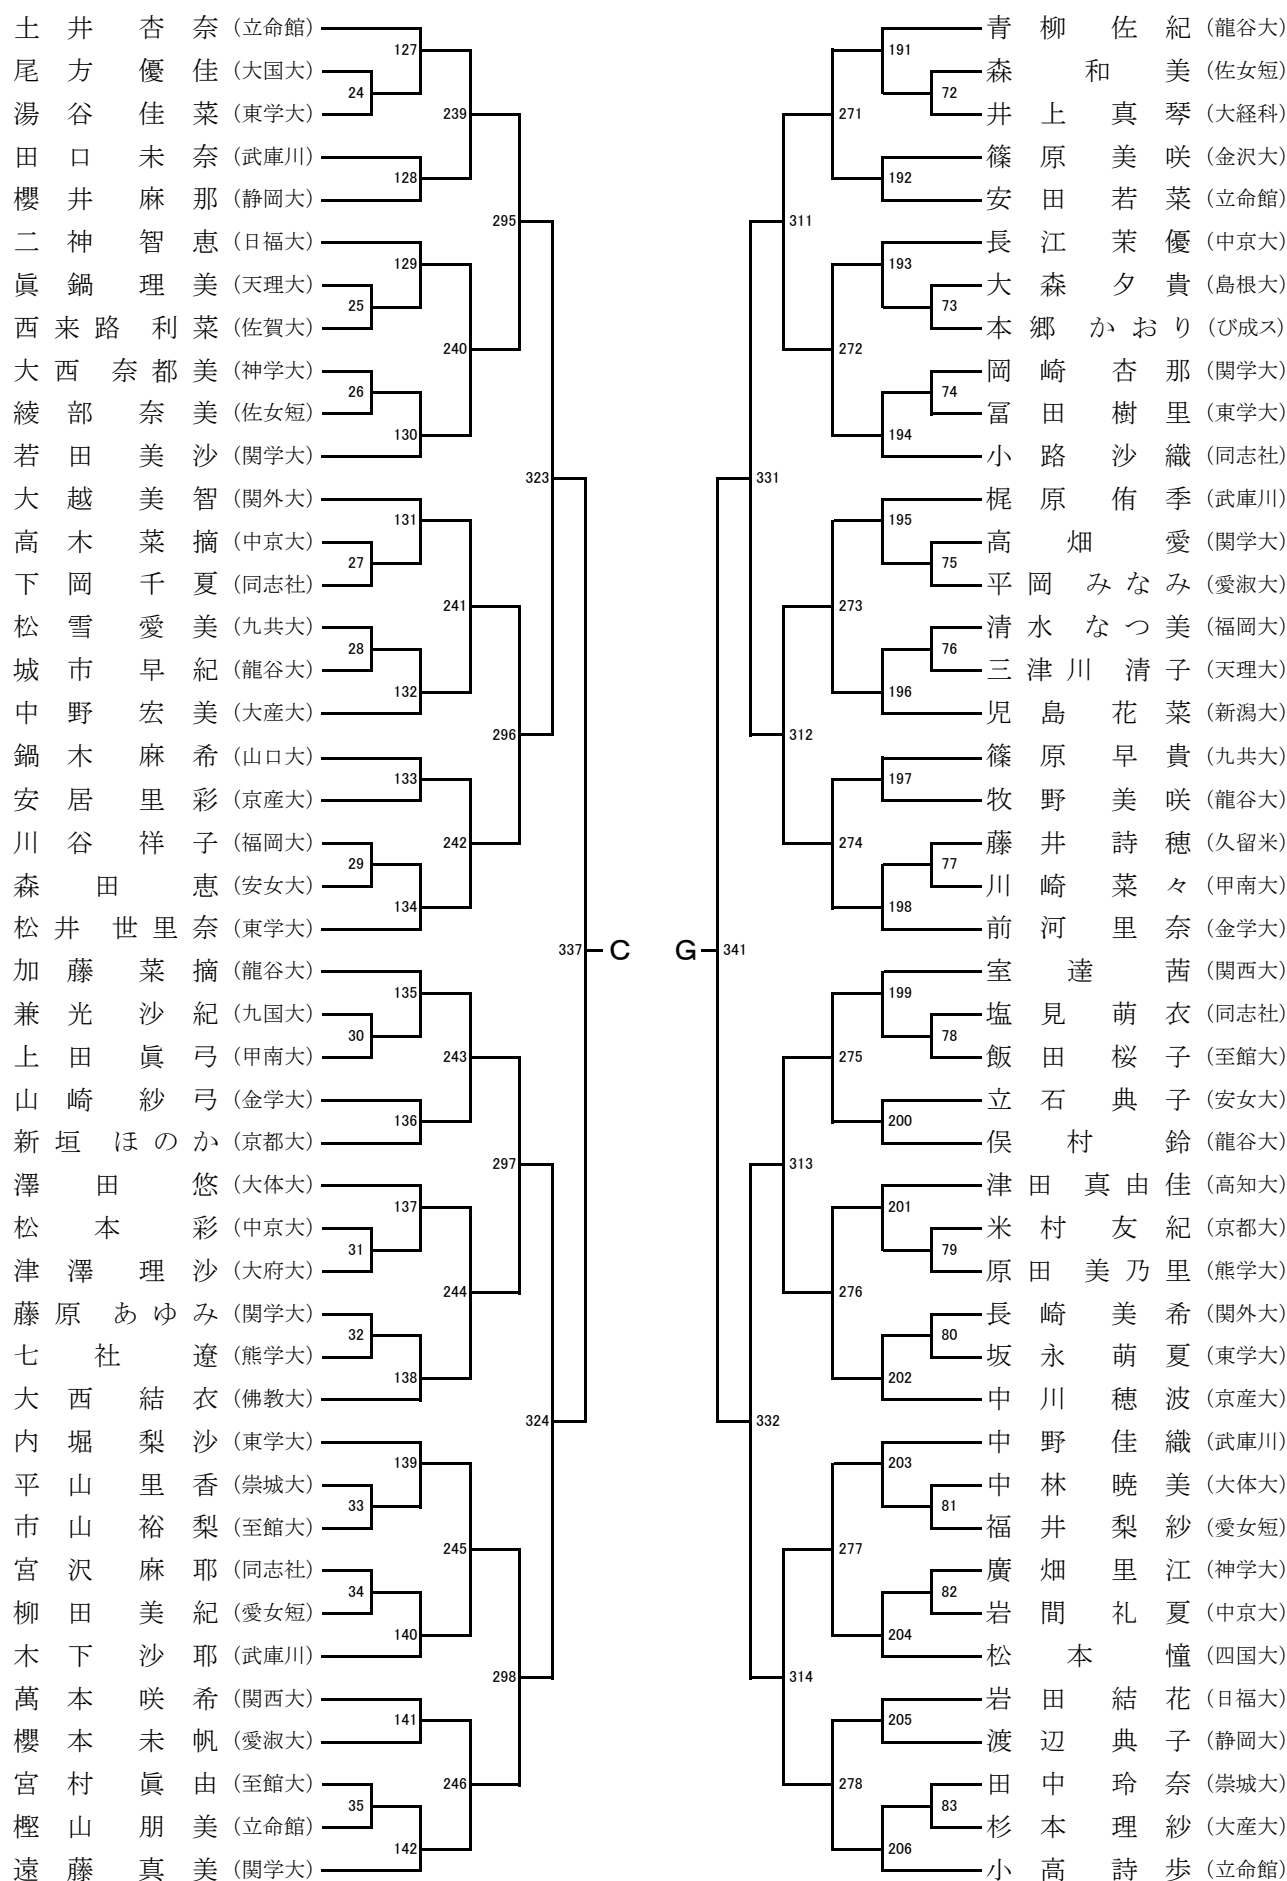 土井 杏奈 (立命館)
尾方 優佳 (大国大)
湯谷 佳菜 (東学大)
田口 未奈 (武庫川)
櫻井 麻那 (静岡大)
二神 智恵 (日福大)
眞鍋 理美 (天理大)
西来路 利菜 (佐賀大)
大西 奈都美 (神学大)
綾部 奈美 (佐女短)
若田 美沙 (関学大)
大越 美智 (関外大)
高木 菜摘 (中京大)
下岡 千夏 (同志社)
松雪 愛美 (九共大)
城市 早紀 (龍谷大)
中野 宏美 (大産大)
鍋木 麻希 (山口大)
安居 里彩 (京産大)
川谷 祥子 (福岡大)
森田 恵 (安女大)
松井 世里奈 (東学大)
加藤 菜摘 (龍谷大)
兼光 沙紀 (九国大)
上田 眞弓 (甲南大)
山崎 紗弓 (金学大)
新垣 ほのか (京都大)
澤田 悠 (大体大)
松本 彩 (中京大)
津澤 理沙 (大府大)
藤原 あゆみ (関学大)
七社 遼 (熊学大)
大西 結衣 (佛教大)
内堀 梨沙 (東学大)
平山 里香 (崇城大)
市山 裕梨 (至館大)
宮沢 麻耶 (同志社)
柳田 美紀 (愛女短)
木下 沙耶 (武庫川)
萬本 咲希 (関西大)
櫻本 未帆 (愛淑大)
宮村 眞由 (至館大)
樫山 朋美 (立命館)
遠藤 真美 (関学大)
24
25
26
27
28
29
30
31
32
33
34
35
127
128
129
130
131
132
133
134
135
136
137
138
139
140
141
142
239
240
241
242
243
244
245
246
295
296
297
298
323
324
337
C
G
341
331
332
311
312
313
314
271
272
273
274
275
276
277
278
191
192
193
194
195
196
197
198
199
200
201
202
203
204
205
206
72
73
74
75
76
77
78
79
80
81
82
83
青柳 佐紀 (龍谷大)
森 和美 (佐女短)
井上 真琴 (大経科)
篠原 美咲 (金沢大)
安田 若菜 (立命館)
長江 茉優 (中京大)
大森 夕貴 (島根大)
本郷 かおり (び成ス)
岡崎 杏那 (関学大)
冨田 樹里 (東学大)
小路 沙織 (同志社)
梶原 侑季 (武庫川)
高畑 愛 (関学大)
平岡 みなみ (愛淑大)
清水 なつ美 (福岡大)
三津川 清子 (天理大)
児島 花菜 (新潟大)
篠原 早貴 (九共大)
牧野 美咲 (龍谷大)
藤井 詩穂 (久留米)
川崎 菜々 (甲南大)
前河 里奈 (金学大)
室達 茜 (関西大)
塩見 萌衣 (同志社)
飯田 桜子 (至館大)
立石 典子 (安女大)
俣村 鈴 (龍谷大)
津田 真由佳 (高知大)
米村 友紀 (京都大)
原田 美乃里 (熊学大)
長崎 美希 (関外大)
坂永 萌夏 (東学大)
中川 穂波 (京産大)
中野 佳織 (武庫川)
中林 暁美 (大体大)
福井 梨紗 (愛女短)
廣畑 里江 (神学大)
岩間 礼夏 (中京大)
松本 憧 (四国大)
岩田 結花 (日福大)
渡辺 典子 (静岡大)
田中 玲奈 (崇城大)
杉本 理紗 (大産大)
小高 詩歩 (立命館)